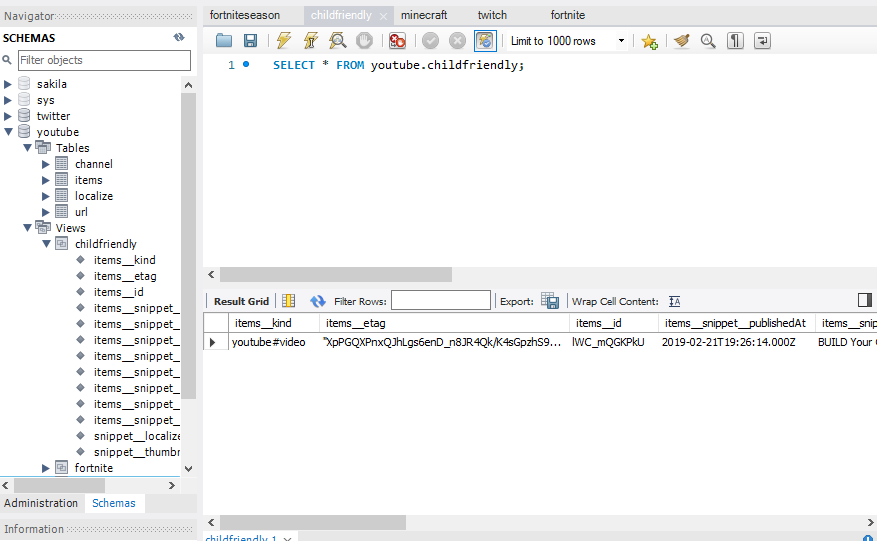 Navigator
fortniteseason childfriendly minecraft twitch fortnite
SCHEMAS
Limit to 1000 rows
Filter objects
1 SELECT * FROM youtube.childfriendly;
sakila
sys
twitter
youtube
Tables
channel
items
localize
url
Views
childfriendly
items__kind
items__etag
items__id
items__snippet_
items__snippet_
items__snippet_
items__snippet_
items__snippet_
items__snippet_
items__snippet_
items__snippet_
snippet__localize
snippet__thumbn
fortnite
Result Grid Filter Rows: Export: Wrap Cell Content:
items__kind items__etag items__id items__snippet__publishedAt items__snip
youtube#video "XpPGQXPnxQJhLgs6enD_n8JR4Qk/K4sGpzhS9... lWC_mQGKPkU 2019-02-21T19:26:14.000Z BUILD Your
Administration Schemas
Information
childfriendly 1